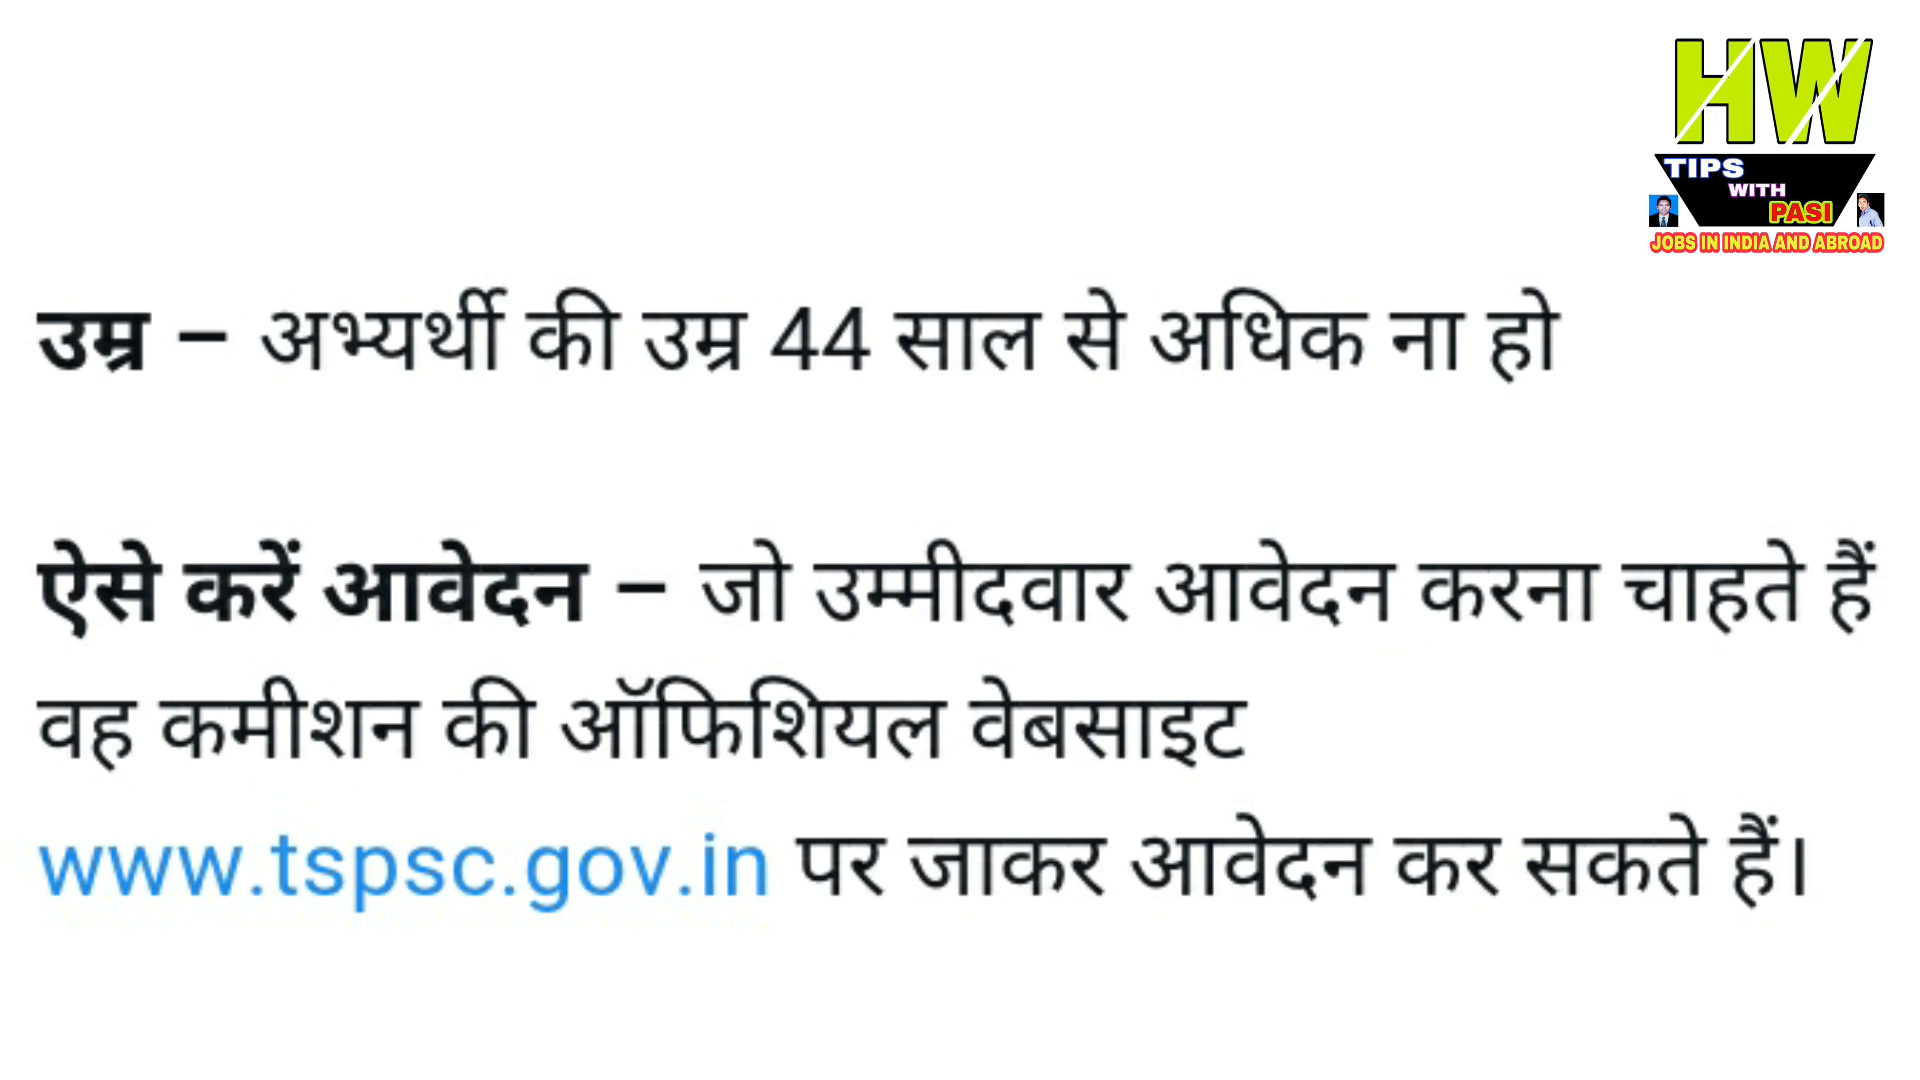 HW
TIPS
WITH
PASI
JOBS IN INDIA AND ABROAD
उम्र – अभ्यर्थी की उम्र 44 साल से अधिक ना हो
ऐसे करें आवेदन – जो उम्मीदवार आवेदन करना चाहते हैं
वह कमीशन की ऑफिशियल वेबसाइट
www.tspsc.gov.in पर जाकर आवेदन कर सकते हैं।